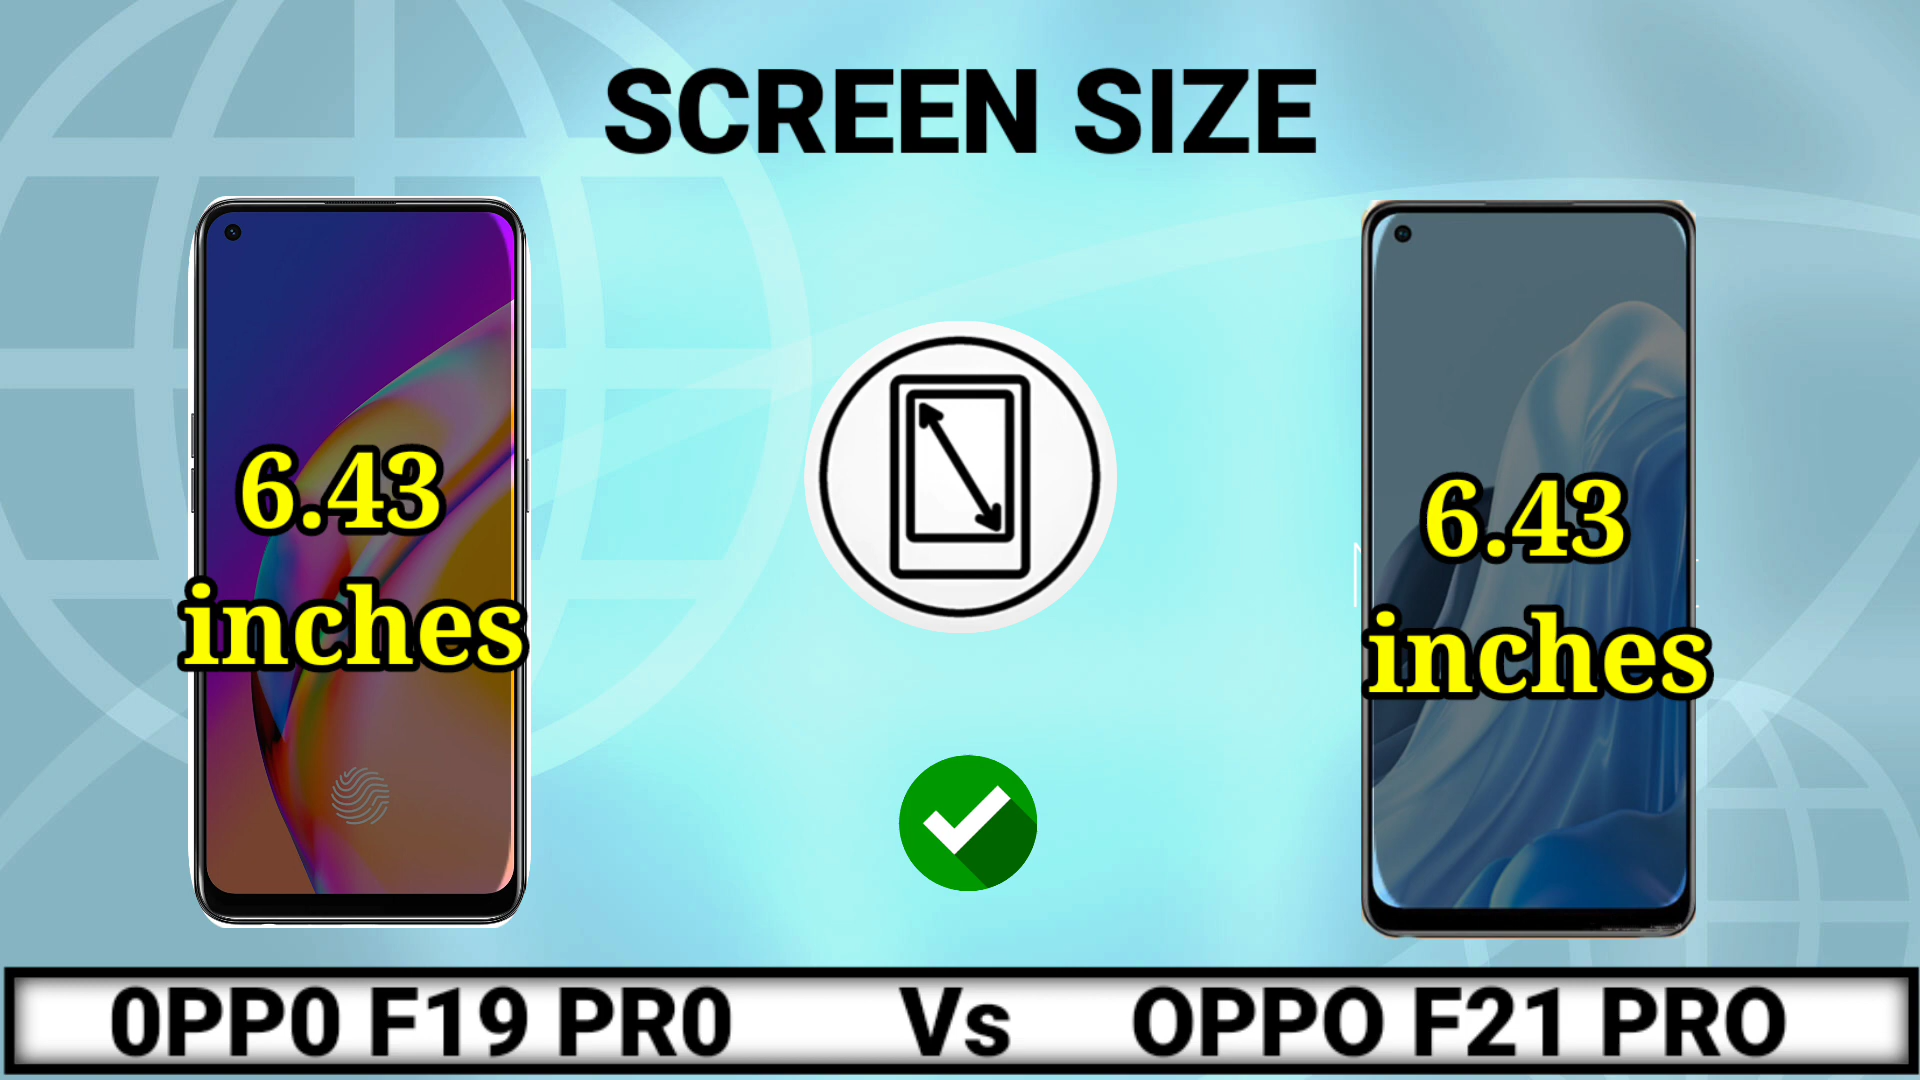 SCREEN SIZE
6.43
inches
6.43
inches
0PP0 F19 PR0 Vs OPPO F21 PRO